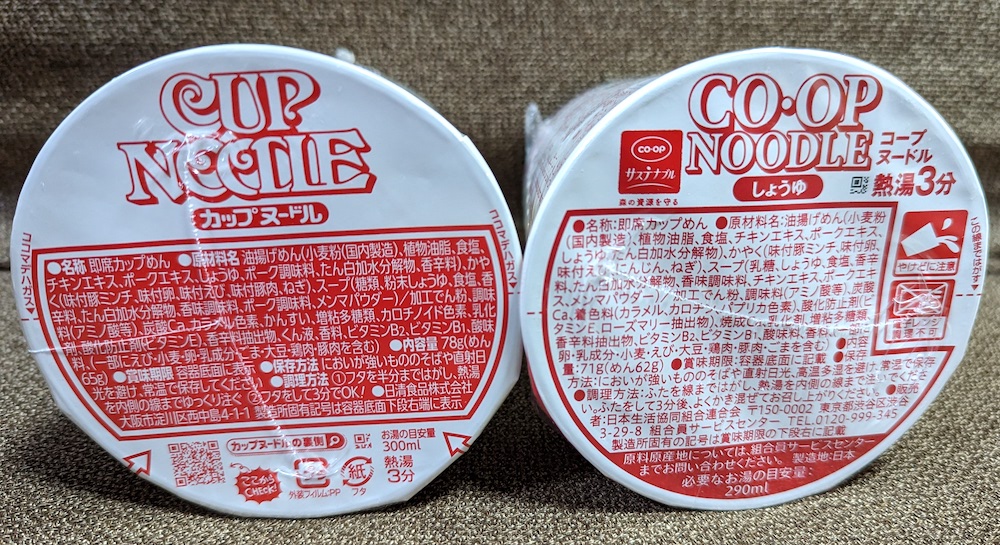 CUP
NOODLE
カップヌードル
ココマデハガス
●名称 即席カップめん ●原材料名 油揚げめん(小麦粉(国内製造)、植物油脂、食塩、
チキンエキス、しょうゆ、ポーク調味料、たん白加水分解物、香辛料)、かや
く(味付豚ミンチ、味付卵、味付えび、味付豚肉、ねぎ)、スープ(糖類、粉末しょうゆ、食塩、香
辛料、たん白加水分解物、香味調味料、ポーク調味料、メンマパウダー)/加工でん粉、調味
料(アミノ酸等)、炭酸Ca、カラメル色素、かんすい、増粘多糖類、カロチノイド色素、乳化
剤、酸化防止剤(ビタミンE)、香辛料抽出物、くん液、香料、ビタミンB2、ビタミンB1、酸味
料、(一部にえび・小麦・卵・乳成分・ごま・大豆・鶏肉・豚肉を含む) ●内容量 78g(めん
65g) ●賞味期限 容器底面に表示 ●保存方法 においが強いもののそばや直射日
光を避け、常温で保存してください ●調理方法 ①フタを半分まではがし、熱湯
を内側の線までゆっくり注ぐ ②フタをして3分でOK! ●日清食品株式会社
大阪市淀川区西中島4-1-1 製造所固有記号は容器底面下段右端に表示
カップヌードルの裏側
ここから
CHECK!
プラ
外装フィルム:PP
紙
フタ
お湯の目安量
300ml
熱湯
3分
CO・OP
NOODLE
コープ
ヌードル
co・op
サステナブル
森の資源を守る
しょうゆ
熱湯3分
この線まではがす
●名称:即席カップめん ●原材料名:油揚げめん(小麦粉
(国内製造)、植物油脂、食塩、チキンエキス、ポークエキス、
しょうゆ、たん白加水分解物)、かやく(味付豚ミンチ、味付卵、
味付えび、にんじん、ねぎ)、スープ(乳糖、しょうゆ、食塩、香辛
料、たん白加水分解物、香味調味料、チキンエキス、ポークエキ
ス、メンマパウダー)/加工でん粉、調味料(アミノ酸等)、炭酸
Ca、着色料(カラメル、カロチン、パプリカ色素)、酸化防止剤(ビ
タミンE、ローズマリー抽出物)、焼成Ca、乳化剤、増粘多糖類、
香辛料抽出物、ビタミンB2、ビタミンB1、酸味料、香料、(一部に
卵・乳成分・小麦・えび・大豆・鶏肉・豚肉・ごまを含む) ●内容
量:71g(めん62g) ●賞味期限:容器底面に記載 ●保存
方法:においが強いもののそばや直射日光、高温多湿を避け、常温で保存
●調理方法:ふたを線まではがし、熱湯を内側の線まで注いでくださ
い。ふたをして3分後、よくかき混ぜてお召し上がりください。 ●販売
者:日本生活協同組合連合会 〒150-0002 東京都渋谷区渋谷
3-29-8 組合員サービスセンター TEL.0120-999-345
製造所固有の記号は賞味期限の下段右に記載
原料原産地については、組合員サービスセンター
までお問い合わせください。 製造地:日本
必要なお湯の目安量:
290ml
やけどに注意